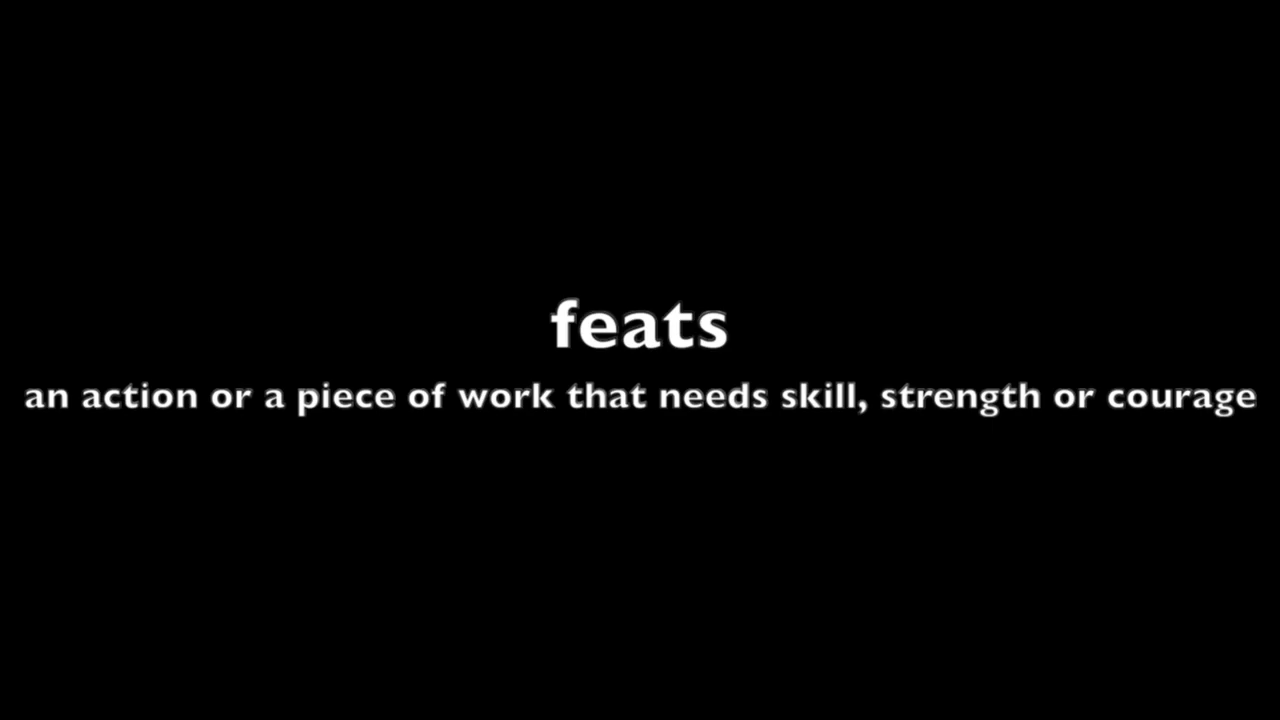 feats
an action or a piece of work that needs skill, strength or courage